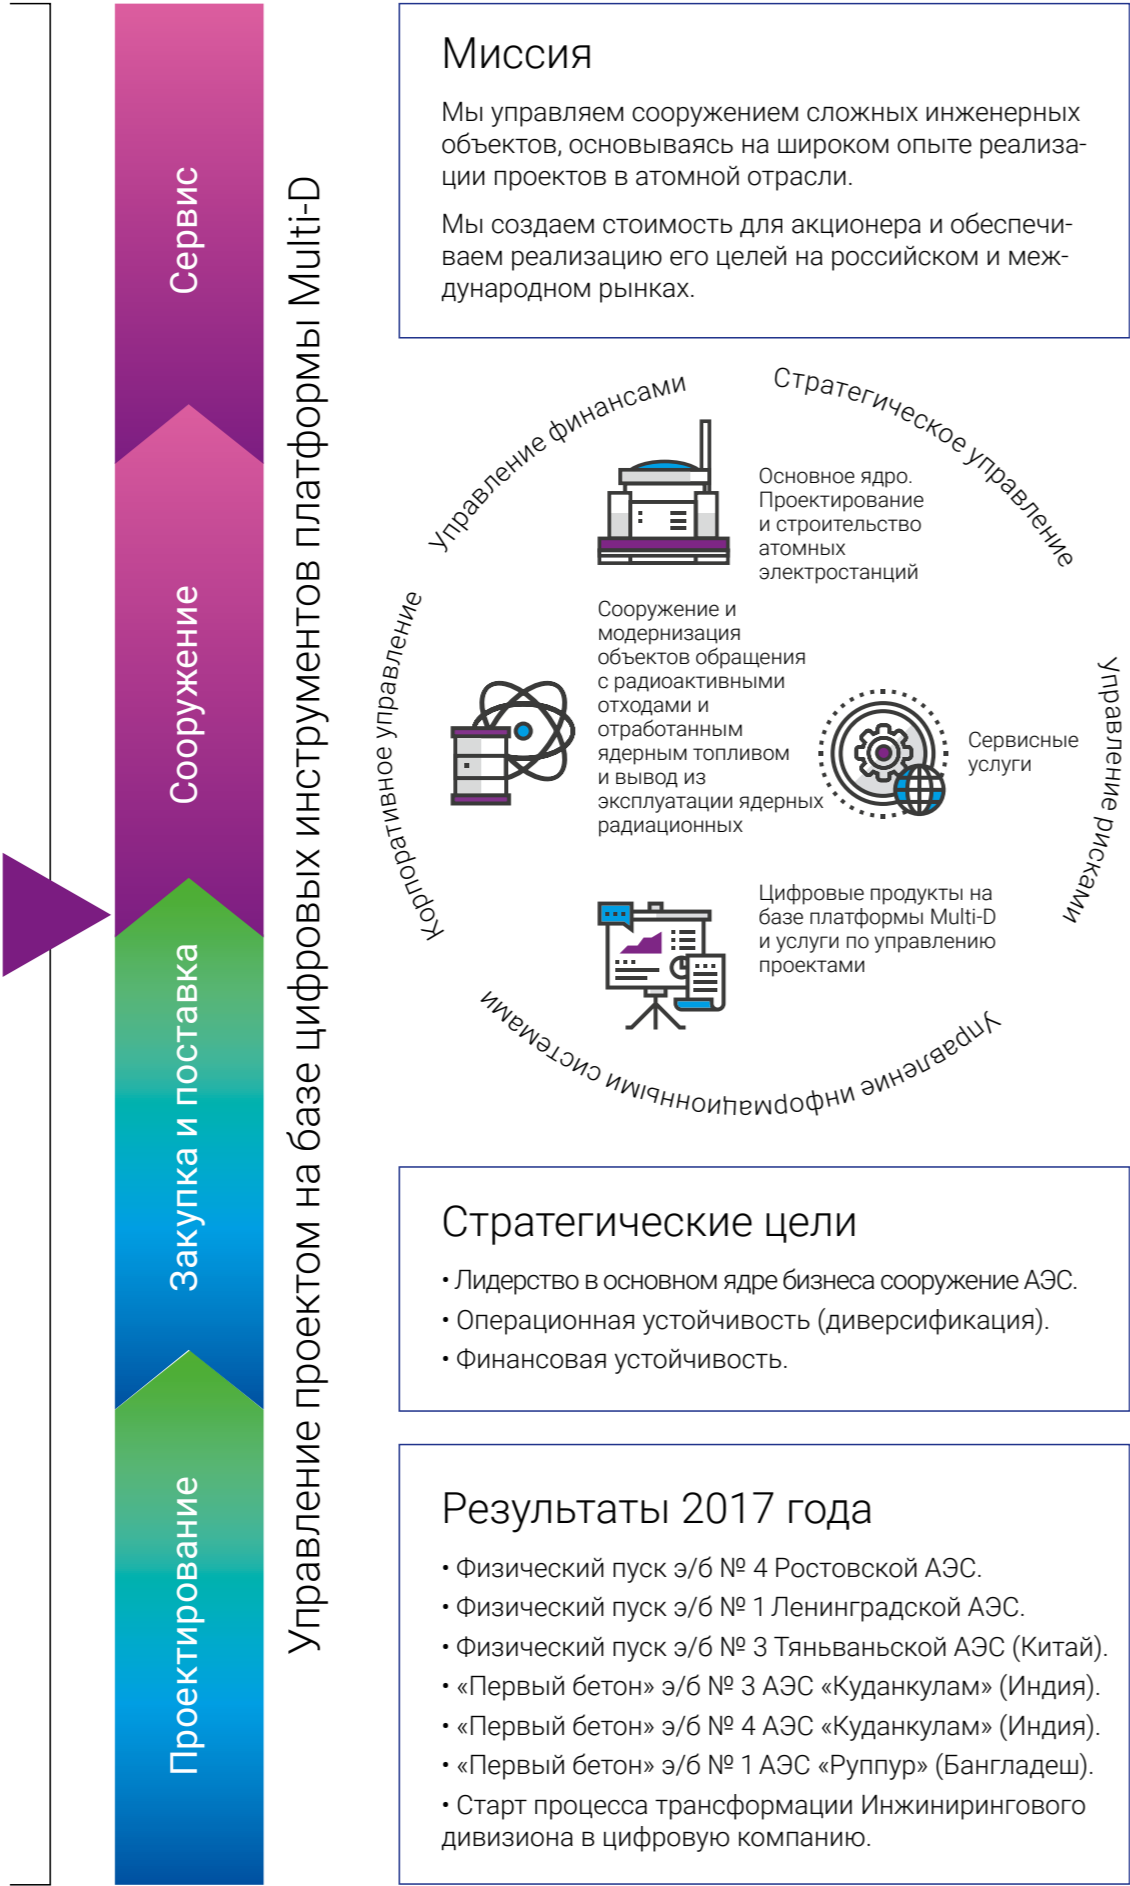 Сервис
Сооружение
Закупка и поставка
Проектирование
Управление проектом на базе цифровых инструментов платформы Multi-D
Миссия
Мы управляем сооружением сложных инженерных
объектов, основываясь на широком опыте реализа-
ции проектов в атомной отрасли.
Мы создаем стоимость для акционера и обеспечи-
ваем реализацию его целей на российском и меж-
дународном рынках.
Управление финансами
Стратегическое управление
Управление рисками
Управление информационными системами
Корпоративное управление
Основное ядро.
Проектирование
и строительство
атомных
электростанций
Сооружение и
модернизация
объектов обращения
с радиоактивными
отходами и
отработанным
ядерным топливом
и вывод из
эксплуатации ядерных
радиационных
Сервисные
услуги
Цифровые продукты на
базе платформы Multi-D
и услуги по управлению
проектами
Стратегические цели
• Лидерство в основном ядре бизнеса сооружение АЭС.
• Операционная устойчивость (диверсификация).
• Финансовая устойчивость.
Результаты 2017 года
• Физический пуск э/б № 4 Ростовской АЭС.
• Физический пуск э/б № 1 Ленинградской АЭС.
• Физический пуск э/б № 3 Тяньваньской АЭС (Китай).
• «Первый бетон» э/б № 3 АЭС «Куданкулам» (Индия).
• «Первый бетон» э/б № 4 АЭС «Куданкулам» (Индия).
• «Первый бетон» э/б № 1 АЭС «Руппур» (Бангладеш).
• Старт процесса трансформации Инжинирингового
дивизиона в цифровую компанию.